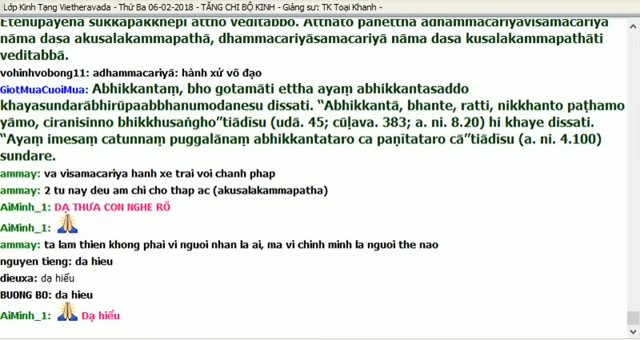 Lớp Kinh Tạng Vietheravada - Thứ Ba 06-02-2018 - TĂNG CHI BỘ KINH - Giảng sư: TK Toại Khanh -
Etenupāyena sukkapakkhepi attho veditabbo. Atthato panettha adhammacariyāvisamacariyā
nāma dasa akusalakammapathā, dhammacariyāsamacariyā nāma dasa kusalakammapathāti
veditabbā.
vohinhvobong11: adhammacariyā: hành xử vô đạo
GiotMuaCuoiMua: Abhikkantaṃ, bho gotamāti ettha ayaṃ abhikkantasaddo
khayasundarābhirūpaabbhanumodanesu dissati. “Abhikkantā, bhante, ratti, nikkhanto paṭhamo
yāmo, ciranisinno bhikkhusaṅgho”tiādīsu (udā. 45; cūḷava. 383; a. ni. 8.20) hi khaye dissati.
“Ayaṃ imesaṃ catunnaṃ puggalānaṃ abhikkantataro ca paṇītataro cā”tiādīsu (a. ni. 4.100)
sundare.
ammay: va visamacariya hanh xe trai voi chanh phap
ammay: 2 tu nay deu am chi cho thap ac (akusalakammapatha)
AiMinh_1: DẠ THƯA CON NGHE RÕ
AiMinh_1:
ammay: ta lam thien khong phai vi nguoi nhan la ai, ma vi chinh minh la nguoi the nao
nguyen tieng: da hieu
dieuxa: dạ hiểu
BUONG BO: da hieu
AiMinh_1: Dạ hiểu